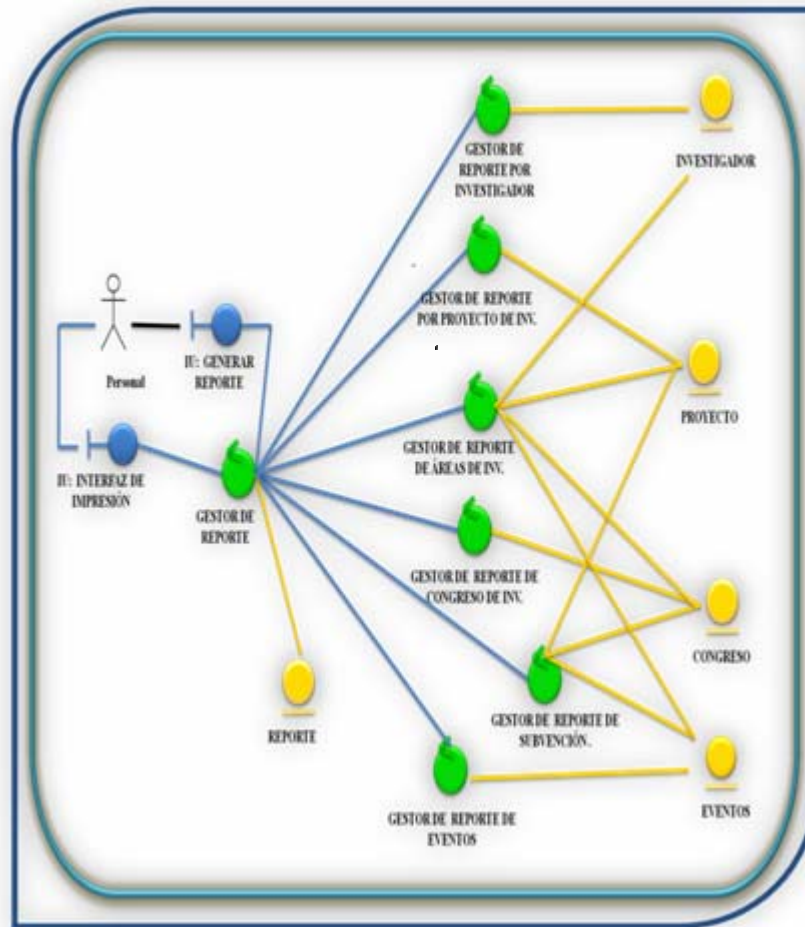 GESTOR DE
REPORTE POR
INVESTIGADOR
INVESTIGADOR
GESTOR DE REPORTE
POR PROYECTO DE INV.
Personal
IU: GENERAR
REPORTE
PROYECTO
GESTOR DE REPORTE
DE ÁREAS DE INV.
IU: INTERFAZ DE
IMPRESIÓN
GESTOR DE
REPORTE
GESTOR DE REPORTE DE
CONGRESO DE INV.
CONGRESO
REPORTE
GESTOR DE REPORTE DE
SUBVENCIÓN.
EVENTOS
GESTOR DE REPORTE DE
EVENTOS